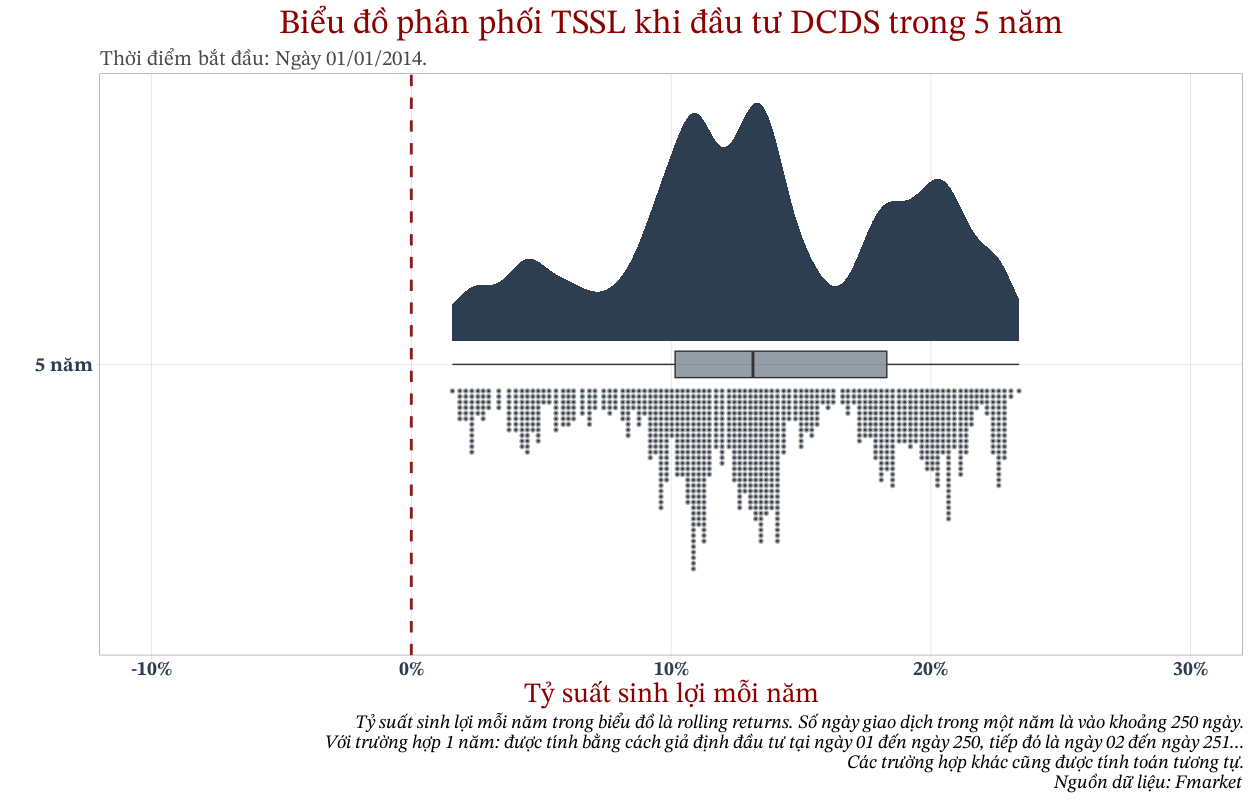 Biểu đồ phân phối TSSL khi đầu tư DCDS trong 5 năm
Thời điểm bắt đầu: Ngày 01/01/2014.
5 năm
-10% 0% 10% 20% 30%
Tỷ suất sinh lợi mỗi năm
Tỷ suất sinh lợi mỗi năm trong biểu đồ là rolling returns. Số ngày giao dịch trong một năm là vào khoảng 250 ngày.
Với trường hợp 1 năm: được tính bằng cách giả định đầu tư tại ngày 01 đến ngày 250, tiếp đó là ngày 02 đến ngày 251...
Các trường hợp khác cũng được tính toán tương tự.
Nguồn dữ liệu: Fmarket